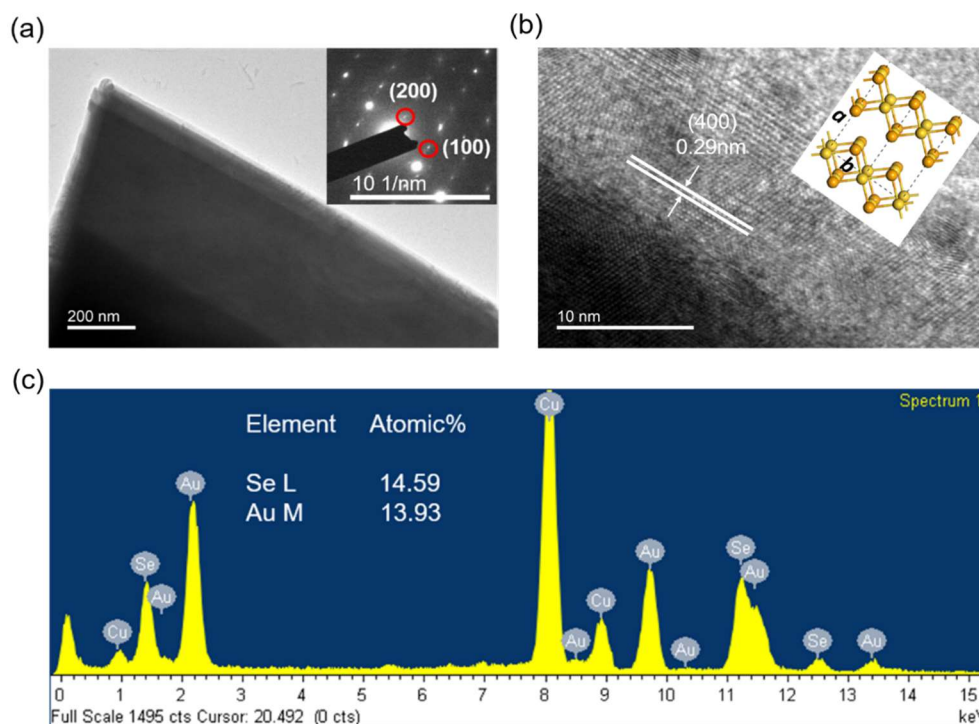 (a)
(200)
(100)
10 1/nm
200 nm
(b)
(400)
0.29nm
a
b
10 nm
(c)
Spectrum 1
Element Atomic%
Se L 14.59
Au M 13.93
Cu
Au
Se
Au
Cu
Au
Cu
Au
Au
Se
Au
Se
Au
0 1 2 3 4 5 6 7 8 9 10 11 12 13 14 15
Full Scale 1495 cts Cursor: 20.492 (0 cts)